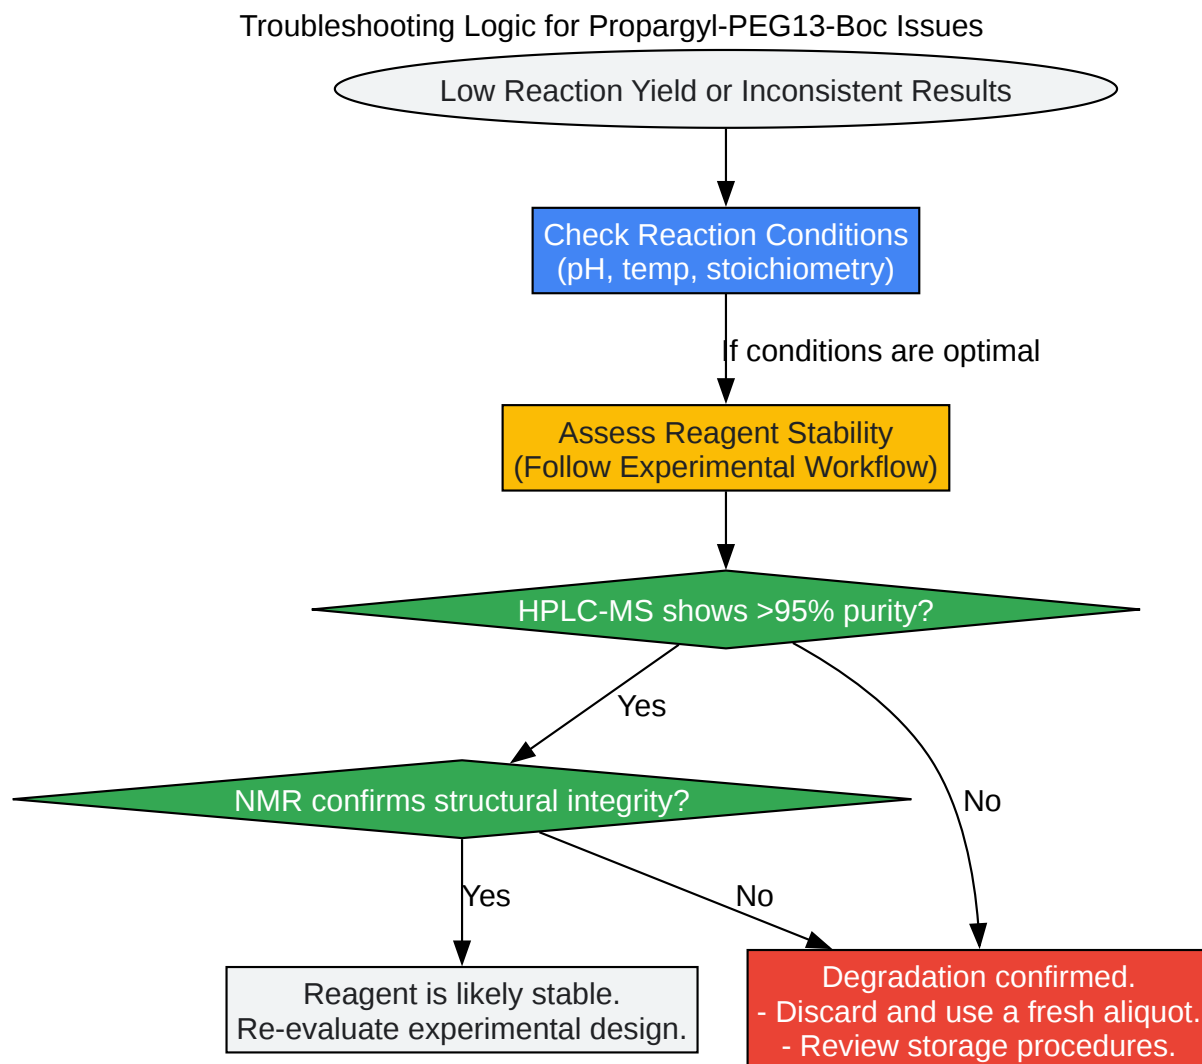 Troubleshooting Logic for Propargyl-PEG13-Boc Issues
Low Reaction Yield or Inconsistent Results
Check Reaction Conditions
(pH, temp, stoichiometry)
If conditions are optimal
Assess Reagent Stability
(Follow Experimental Workflow)
HPLC-MS shows >95% purity?
Yes
No
NMR confirms structural integrity?
Yes
No
Reagent is likely stable.
Re-evaluate experimental design.
Degradation confirmed.
- Discard and use a fresh aliquot.
- Review storage procedures.